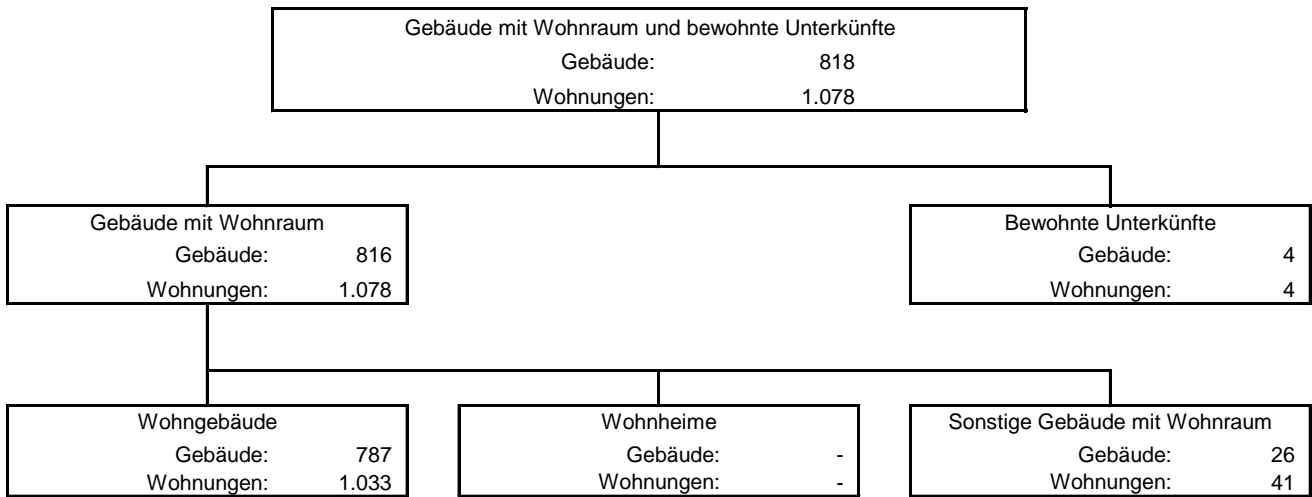 Gebäude mit Wohnraum und bewohnte Unterkünfte
Gebäude: 818
Wohnungen: 1.078
Gebäude mit Wohnraum
Gebäude: 816
Wohnungen: 1.078
Bewohnte Unterkünfte
Gebäude: 4
Wohnungen: 4
Wohngebäude
Gebäude: 787
Wohnungen: 1.033
Wohnheime
Gebäude: -
Wohnungen: -
Sonstige Gebäude mit Wohnraum
Gebäude: 26
Wohnungen: 41